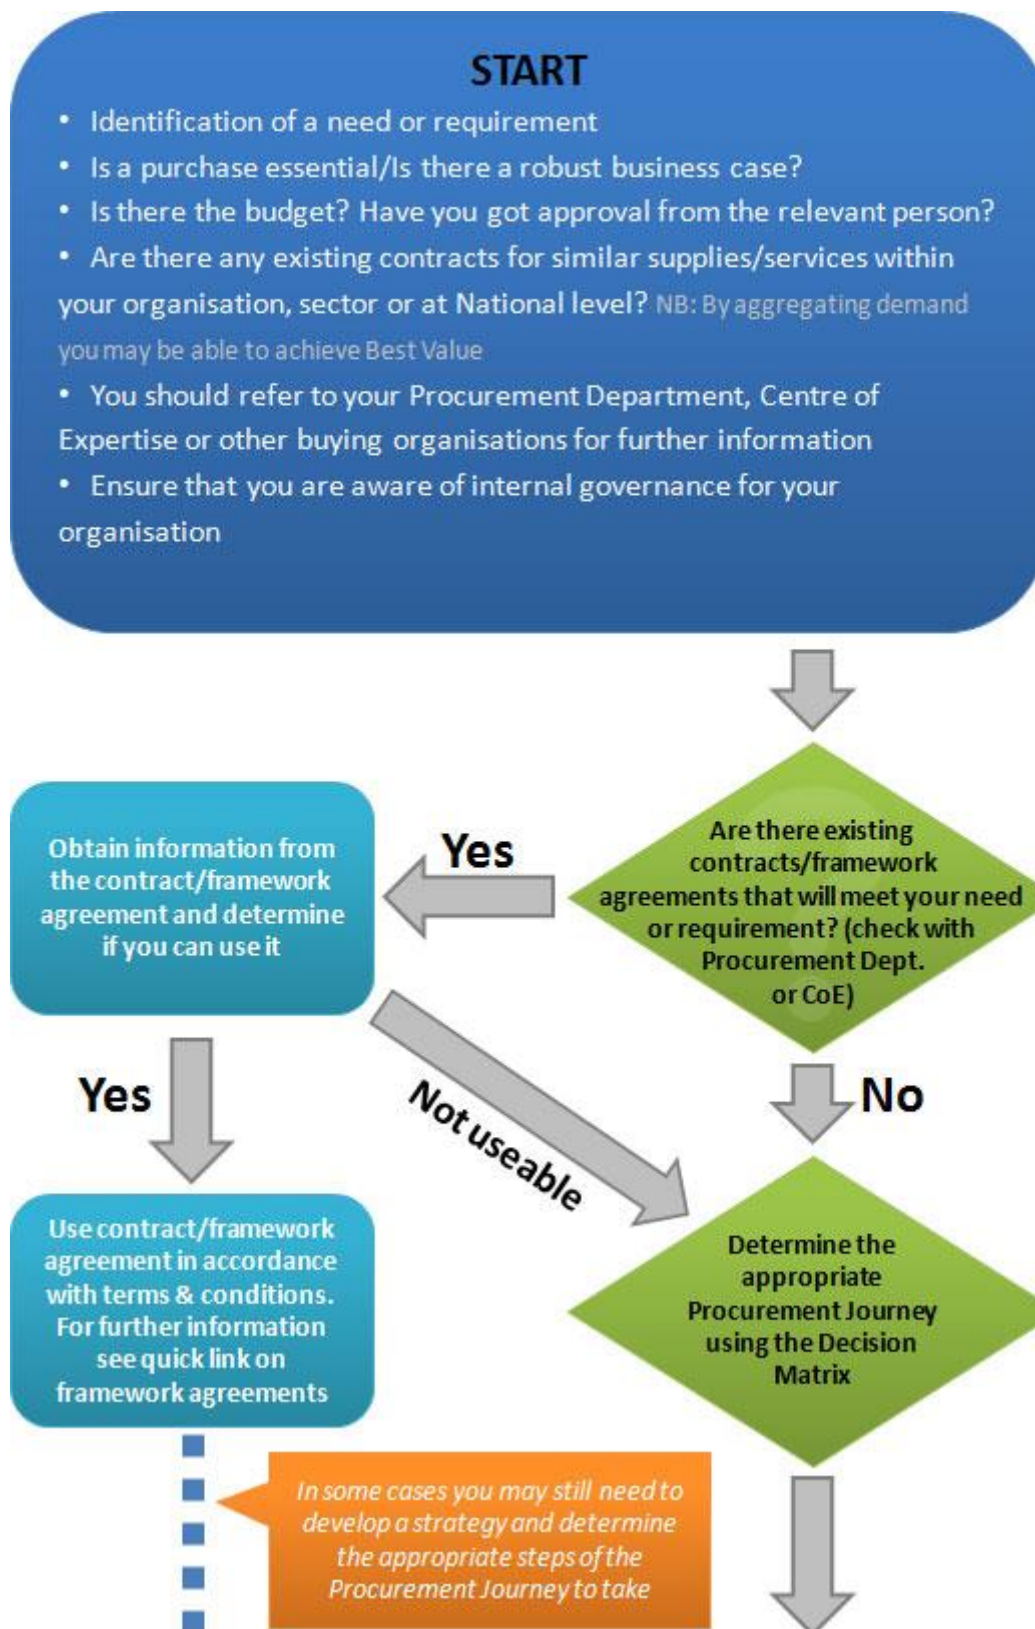 START
• Identification of a need or requirement
• Is a purchase essential/Is there a robust business case?
• Is there the budget? Have you got approval from the relevant person?
• Are there any existing contracts for similar supplies/services within
your organisation, sector or at National level? NB: By aggregating demand
you may be able to achieve Best Value
• You should refer to your Procurement Department, Centre of
Expertise or other buying organisations for further information
• Ensure that you are aware of internal governance for your
organisation
Are there existing
contracts/framework
agreements that will meet your need
or requirement? (check with
Procurement Dept.
or CoE)
Yes
Obtain information from
the contract/framework
agreement and determine
if you can use it
Yes
Not useable
No
Use contract/framework
agreement in accordance
with terms & conditions.
For further information
see quick link on
framework agreements
Determine the
appropriate
Procurement Journey
using the Decision
Matrix
In some cases you may still need to
develop a strategy and determine
the appropriate steps of the
Procurement Journey to take